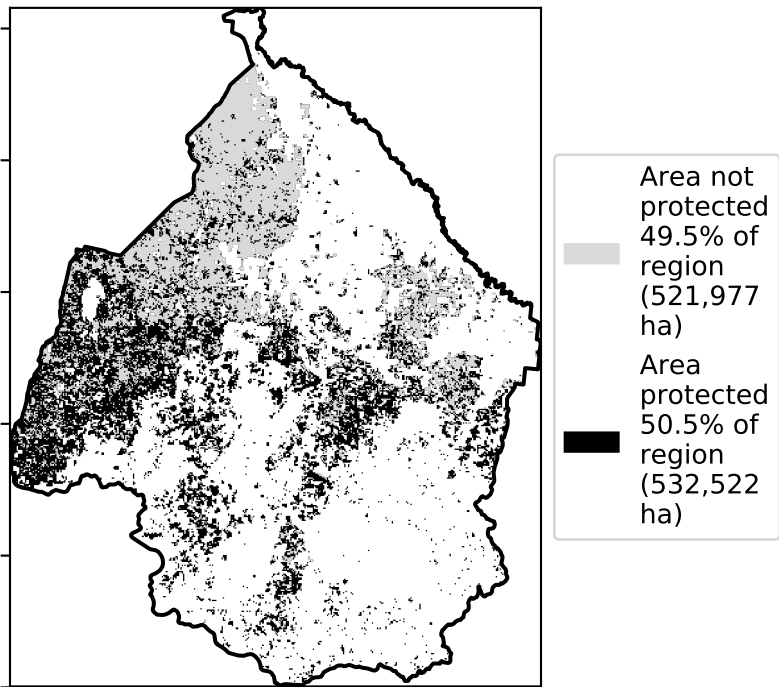 Area not
protected
49.5% of
region
(521,977
ha)
Area
protected
50.5% of
region
(532,522
ha)